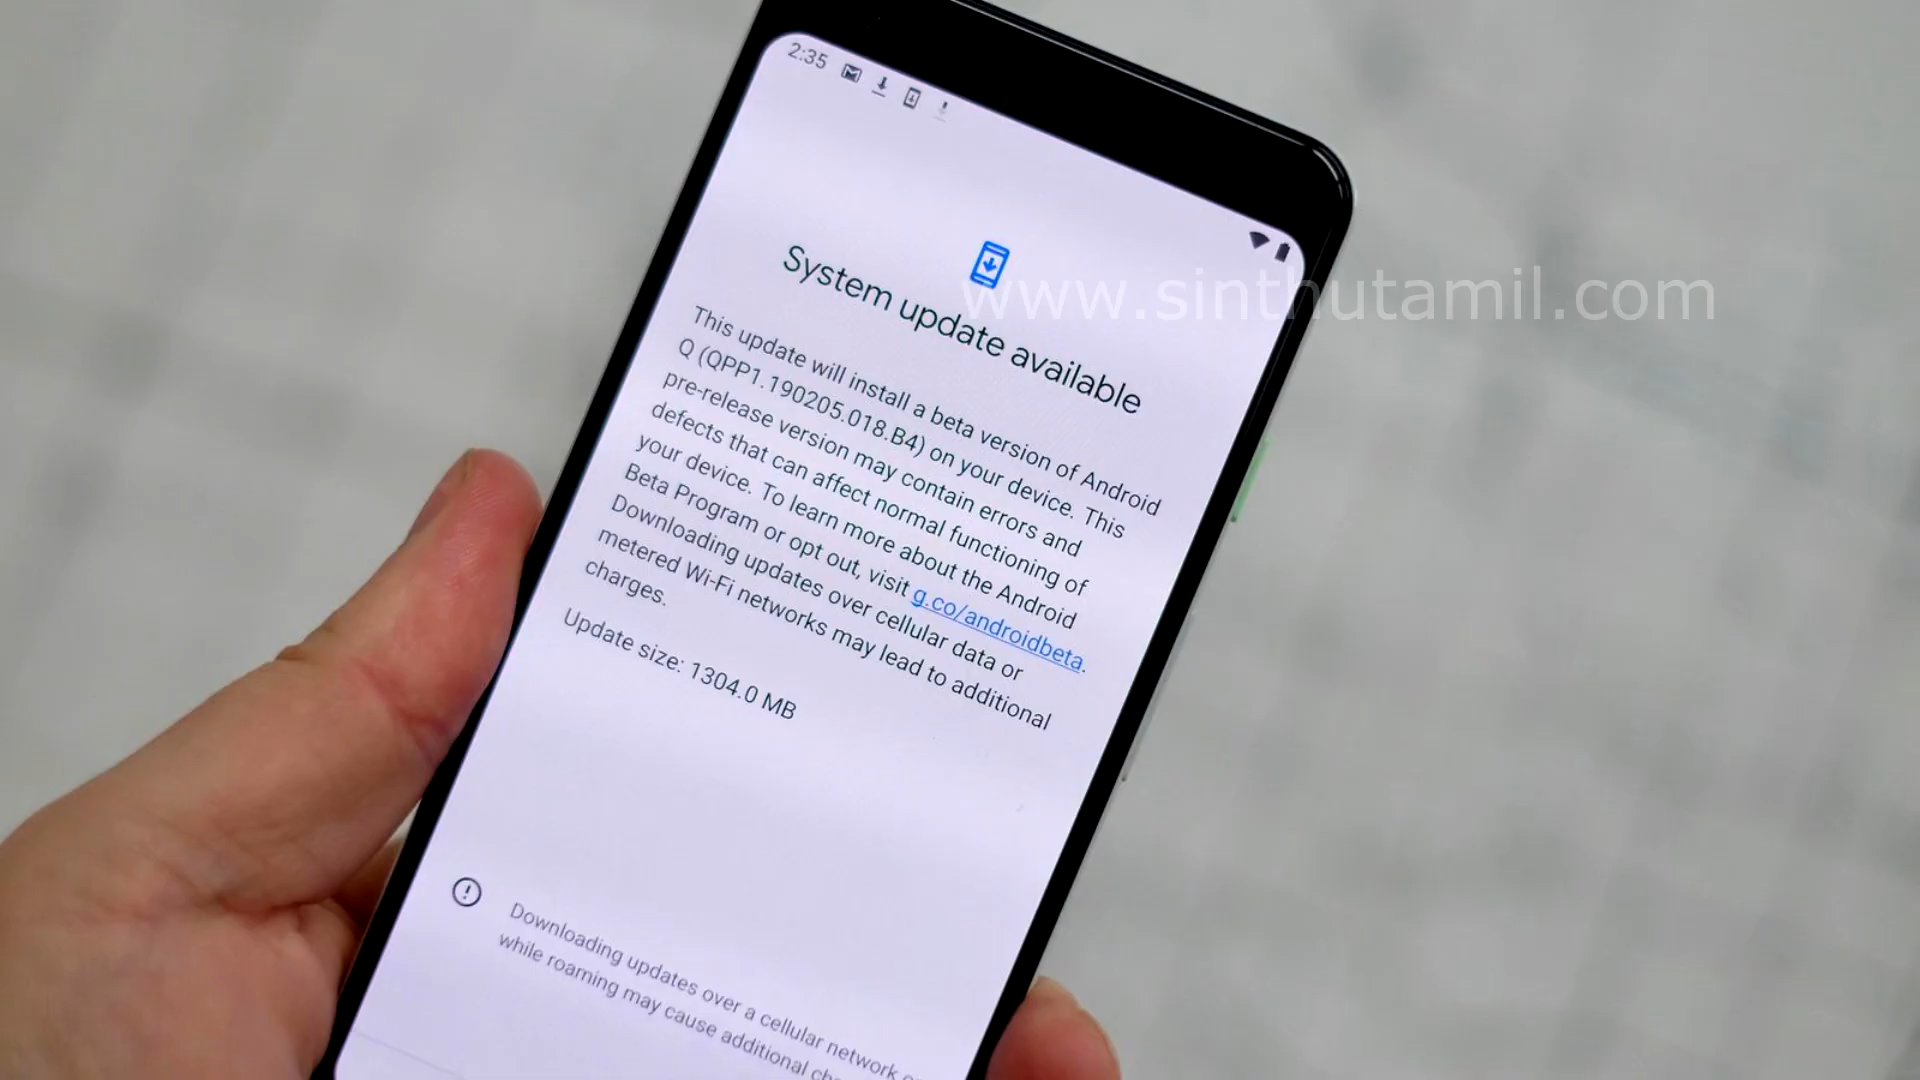 2:35
System update available
www.sinthutamil.com
This update will install a beta version of Android
Q (QPP1.190205.018.B4) on your device. This
pre-release version may contain errors and
defects that can affect normal functioning of
your device. To learn more about the Android
Beta Program or opt out, visit g.co/androidbeta.
Downloading updates over cellular data or
metered Wi-Fi networks may lead to additional
charges.
Update size: 1304.0 MB
Downloading updates over a cellular network
while roaming may cause additional